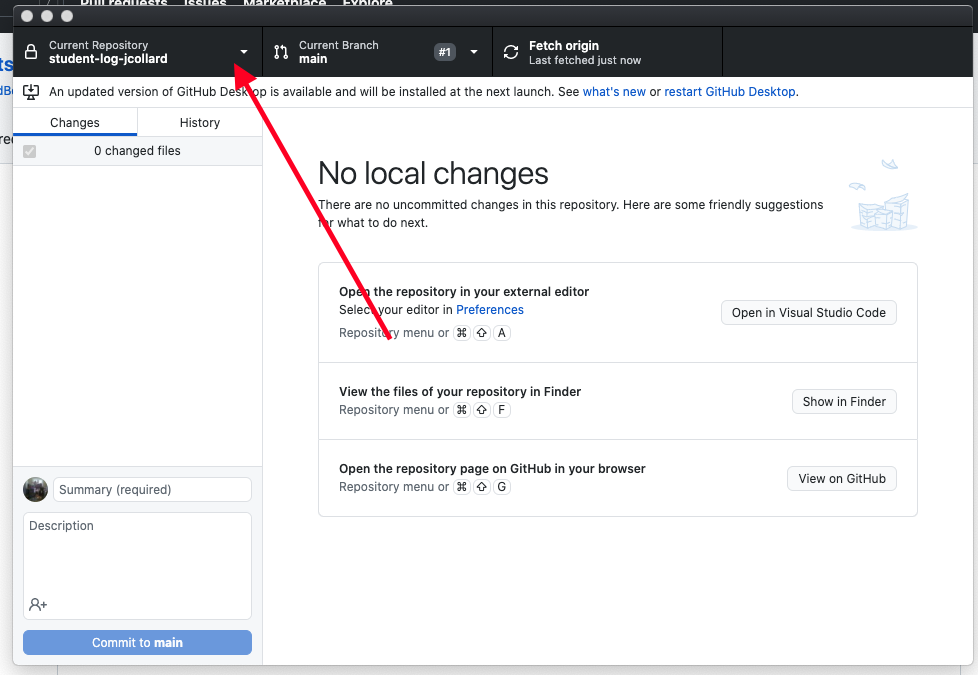 Pull requests Issues Marketplace Explore
Current Repository
student-log-jcollard
Current Branch
main
#1
Fetch origin
Last fetched just now
An updated version of GitHub Desktop is available and will be installed at the next launch. See what's new or restart GitHub Desktop.
Changes
History
0 changed files
No local changes
There are no uncommitted changes in this repository. Here are some friendly suggestions
for what to do next.
Open the repository in your external editor
Select your editor in Preferences
Repository menu or ⌘ ⇧ A
Open in Visual Studio Code
View the files of your repository in Finder
Repository menu or ⌘ ⇧ F
Show in Finder
Open the repository page on GitHub in your browser
Repository menu or ⌘ ⇧ G
View on GitHub
Summary (required)
Description
Commit to main